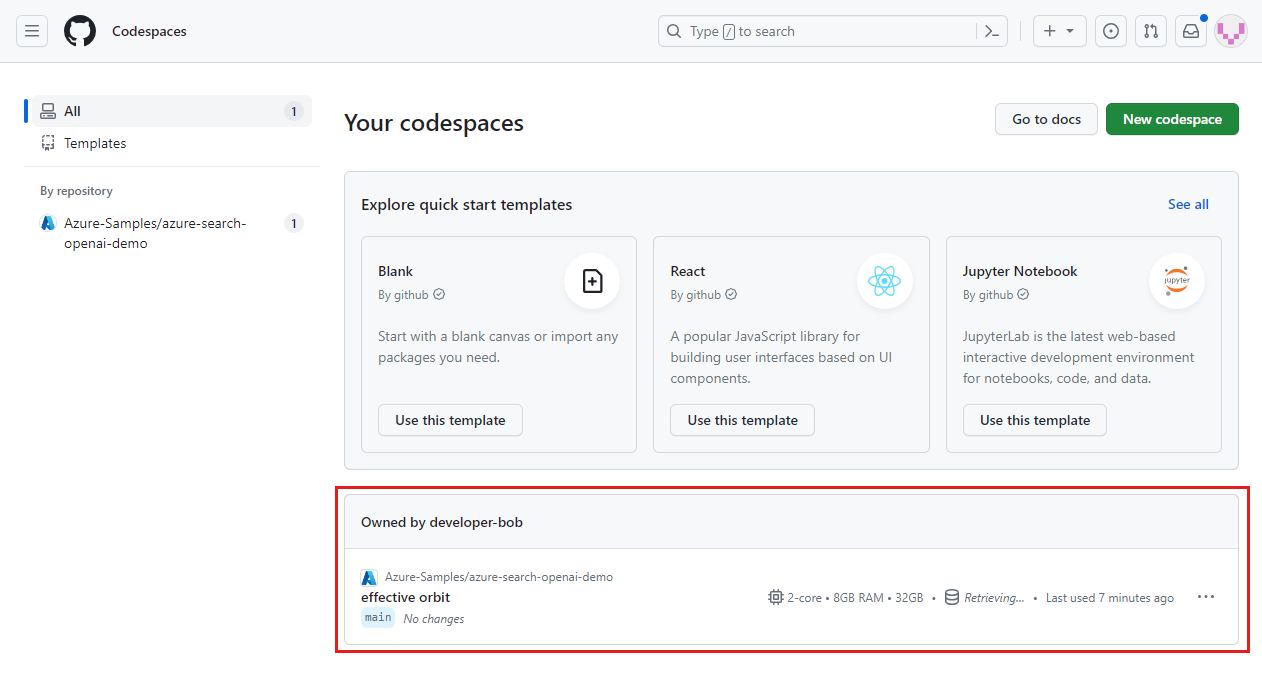 Codespaces
Type / to search
All 1
Templates
By repository
Azure-Samples/azure-search-
openai-demo 1
Your codespaces
Go to docs
New codespace
Explore quick start templates
See all
Blank
By github
Start with a blank canvas or import any
packages you need.
Use this template
React
By github
A popular JavaScript library for
building user interfaces based on UI
components.
Use this template
Jupyter Notebook
By github
jupyter
JupyterLab is the latest web-based
interactive development environment
for notebooks, code, and data.
Use this template
Owned by developer-bob
Azure-Samples/azure-search-openai-demo
effective orbit
main No changes
2-core • 8GB RAM • 32GB • Retrieving... • Last used 7 minutes ago